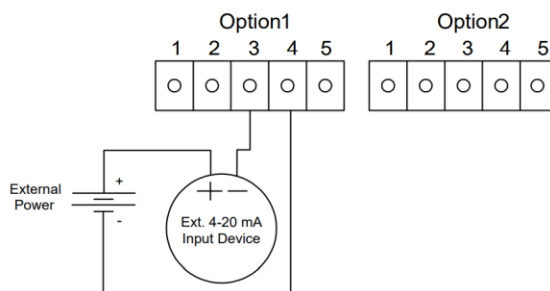 Option1 Option2
1 2 3 4 5 1 2 3 4 5
External
Power
+
-
+ −
Ext. 4-20 mA
Input Device